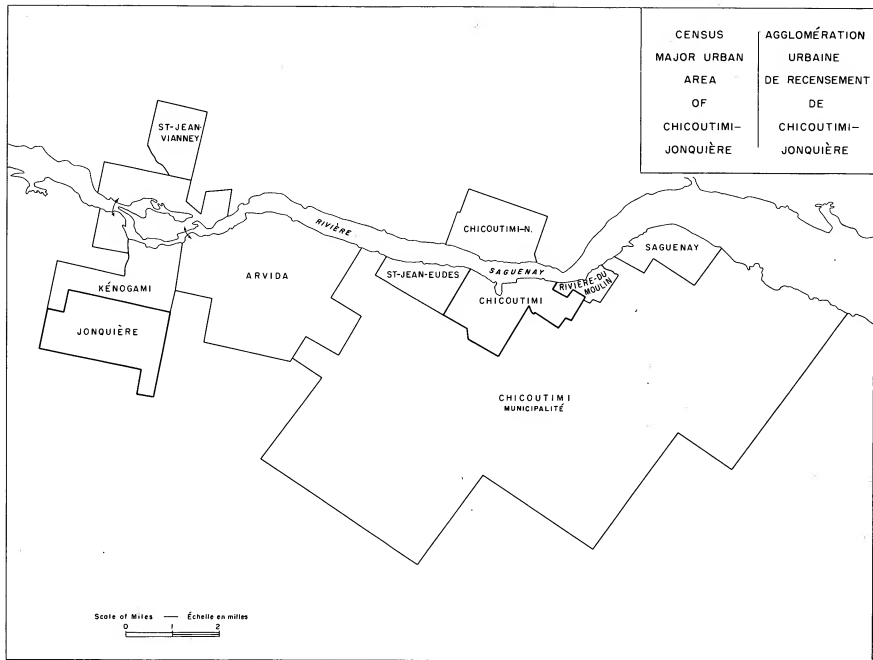 CENSUS
MAJOR URBAN
AREA
OF
CHICOUTIMI–
JONQUIÈRE
AGGLOMÉRATION
URBAINE
DE RECENSEMENT
DE
CHICOUTIMI–
JONQUIÈRE
ST-JEAN-
VIANNEY
RIVIÈRE
CHICOUTIMI-N.
SAGUENAY
SAGUENAY
ARVIDA
ST-JEAN-EUDES
RIVIÈRE-DU
MOULIN
KÉNOGAMI
CHICOUTIMI
JONQUIÈRE
CHICOUTIMI
MUNICIPALITÉ
Scale of Miles — Échelle en milles
0 1 2